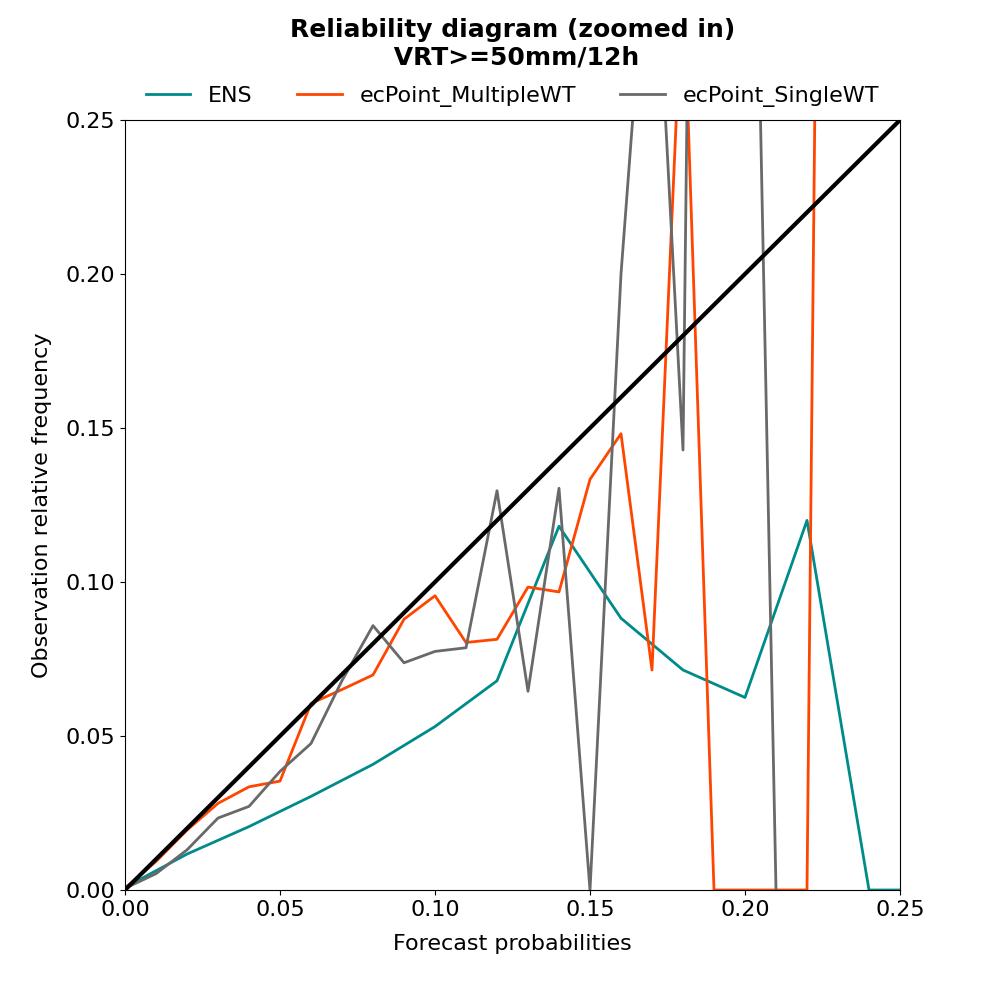 Reliability diagram (zoomed in)
VRT>=50mm/12h
ENS ecPoint_MultipleWT ecPoint_SingleWT
0.25
0.20
0.15
0.10
0.05
0.00
Observation relative frequency
0.00 0.05 0.10 0.15 0.20 0.25
Forecast probabilities